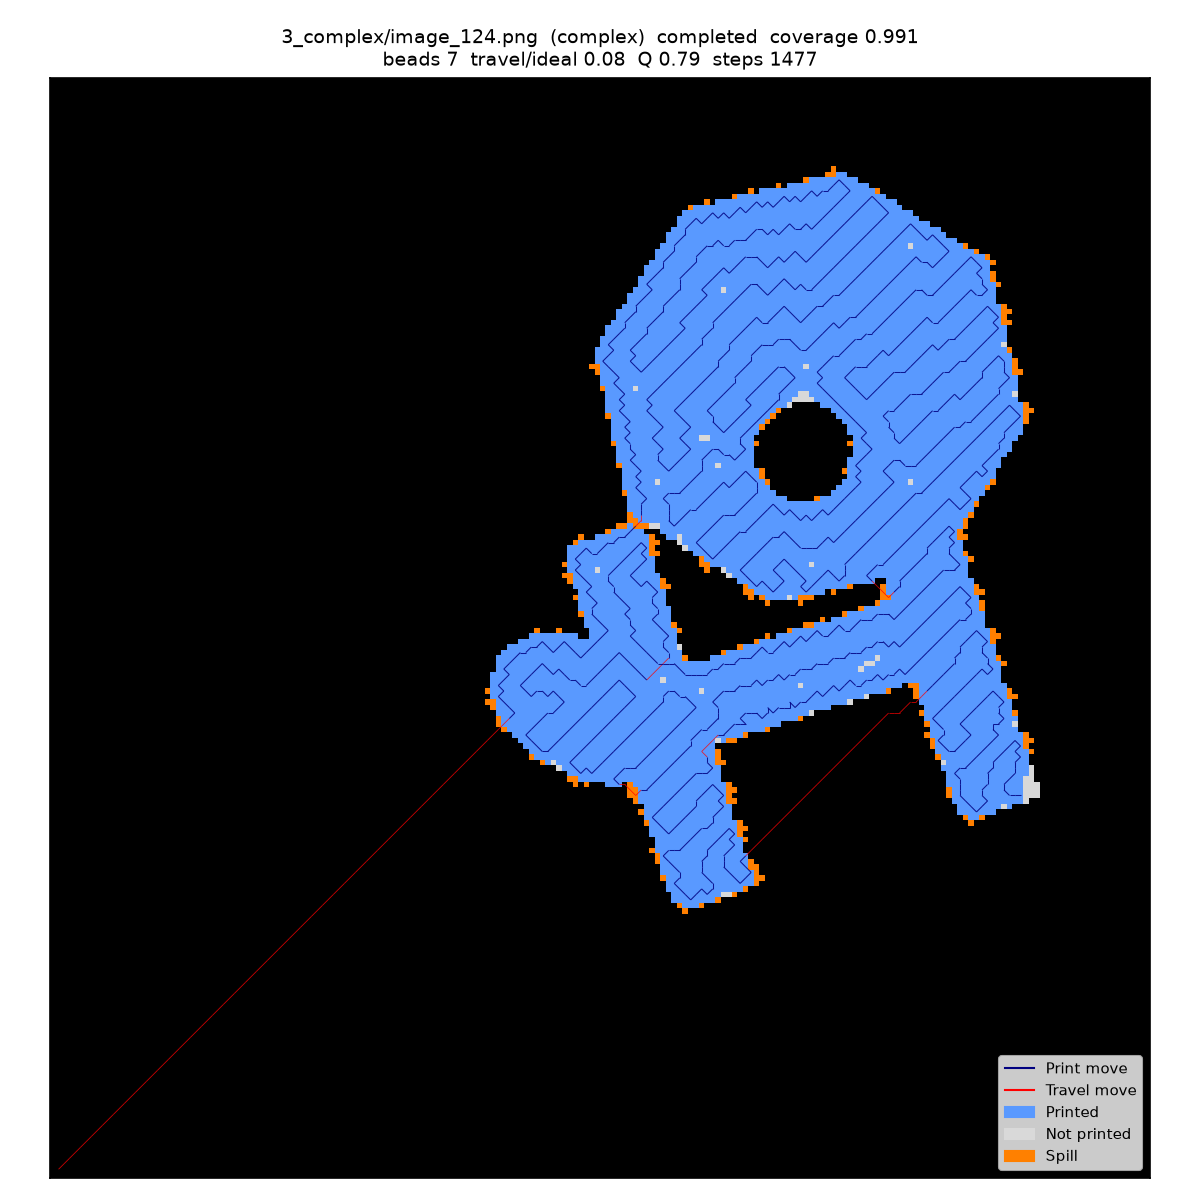 3_complex/image_124.png  (complex)  completed  coverage 0.991
beads 7  travel/ideal 0.08  Q 0.79  steps 1477
Print move
Travel move
Printed
Not printed
Spill